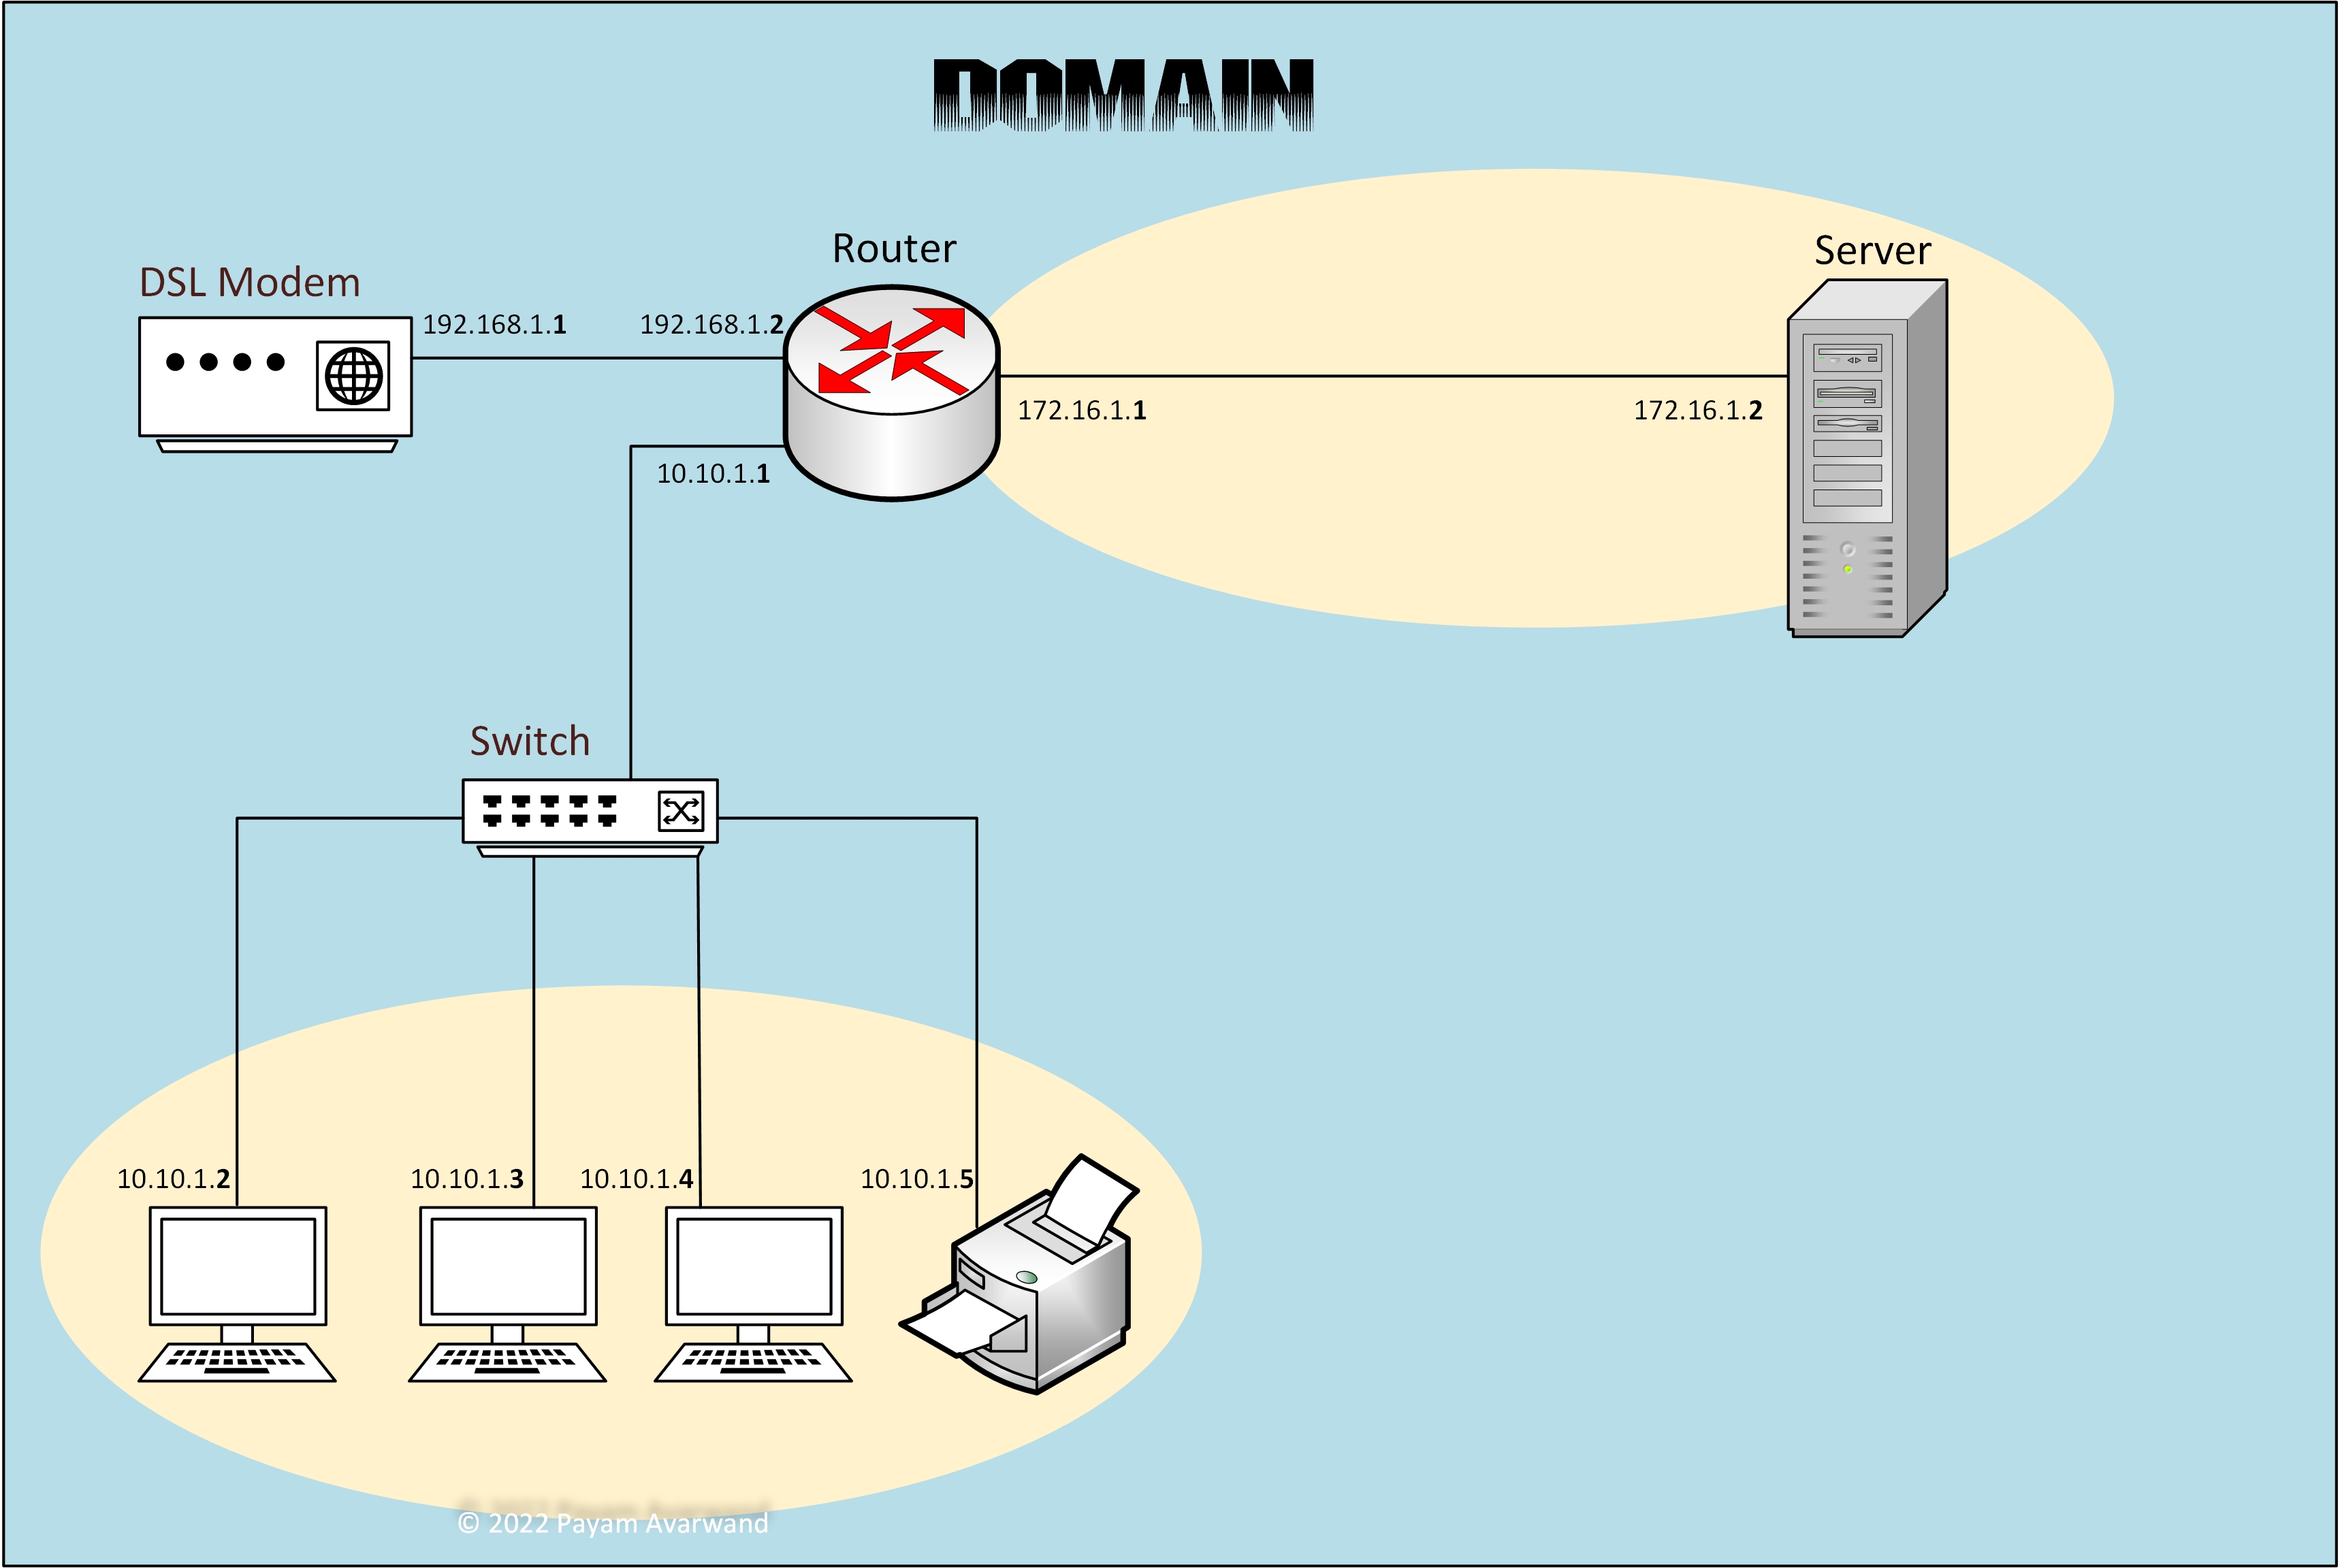 DOMAIN
Router
Server
DSL Modem
192.168.1.1
192.168.1.2
172.16.1.1
172.16.1.2
10.10.1.1
Switch
10.10.1.2
10.10.1.3
10.10.1.4
10.10.1.5
© 2022 Payam Avarwand